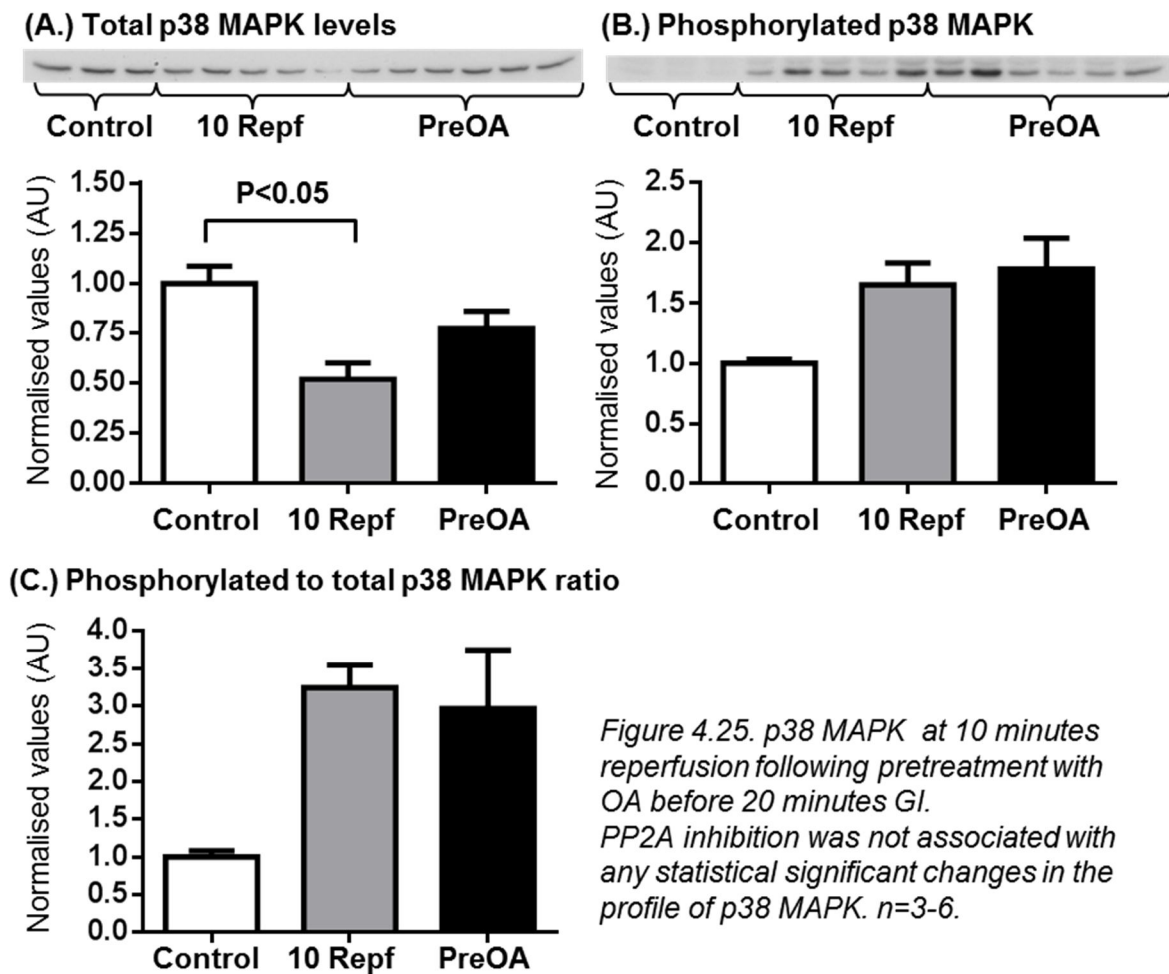 (A.) Total p38 MAPK levels
Control 10 Repf PreOA
Normalised values (AU)
1.50
1.25
1.00
0.75
0.50
0.25
0.00
P<0.05
Control 10 Repf PreOA
(B.) Phosphorylated p38 MAPK
Control 10 Repf PreOA
Normalised values (AU)
2.5
2.0
1.5
1.0
0.5
0.0
Control 10 Repf PreOA
(C.) Phosphorylated to total p38 MAPK ratio
Normalised values (AU)
4.0
3.5
3.0
2.5
2.0
1.5
1.0
0.5
0.0
Control 10 Repf PreOA
Figure 4.25. p38 MAPK at 10 minutes
reperfusion following pretreatment with
OA before 20 minutes GI.
PP2A inhibition was not associated with
any statistical significant changes in the
profile of p38 MAPK. n=3-6.